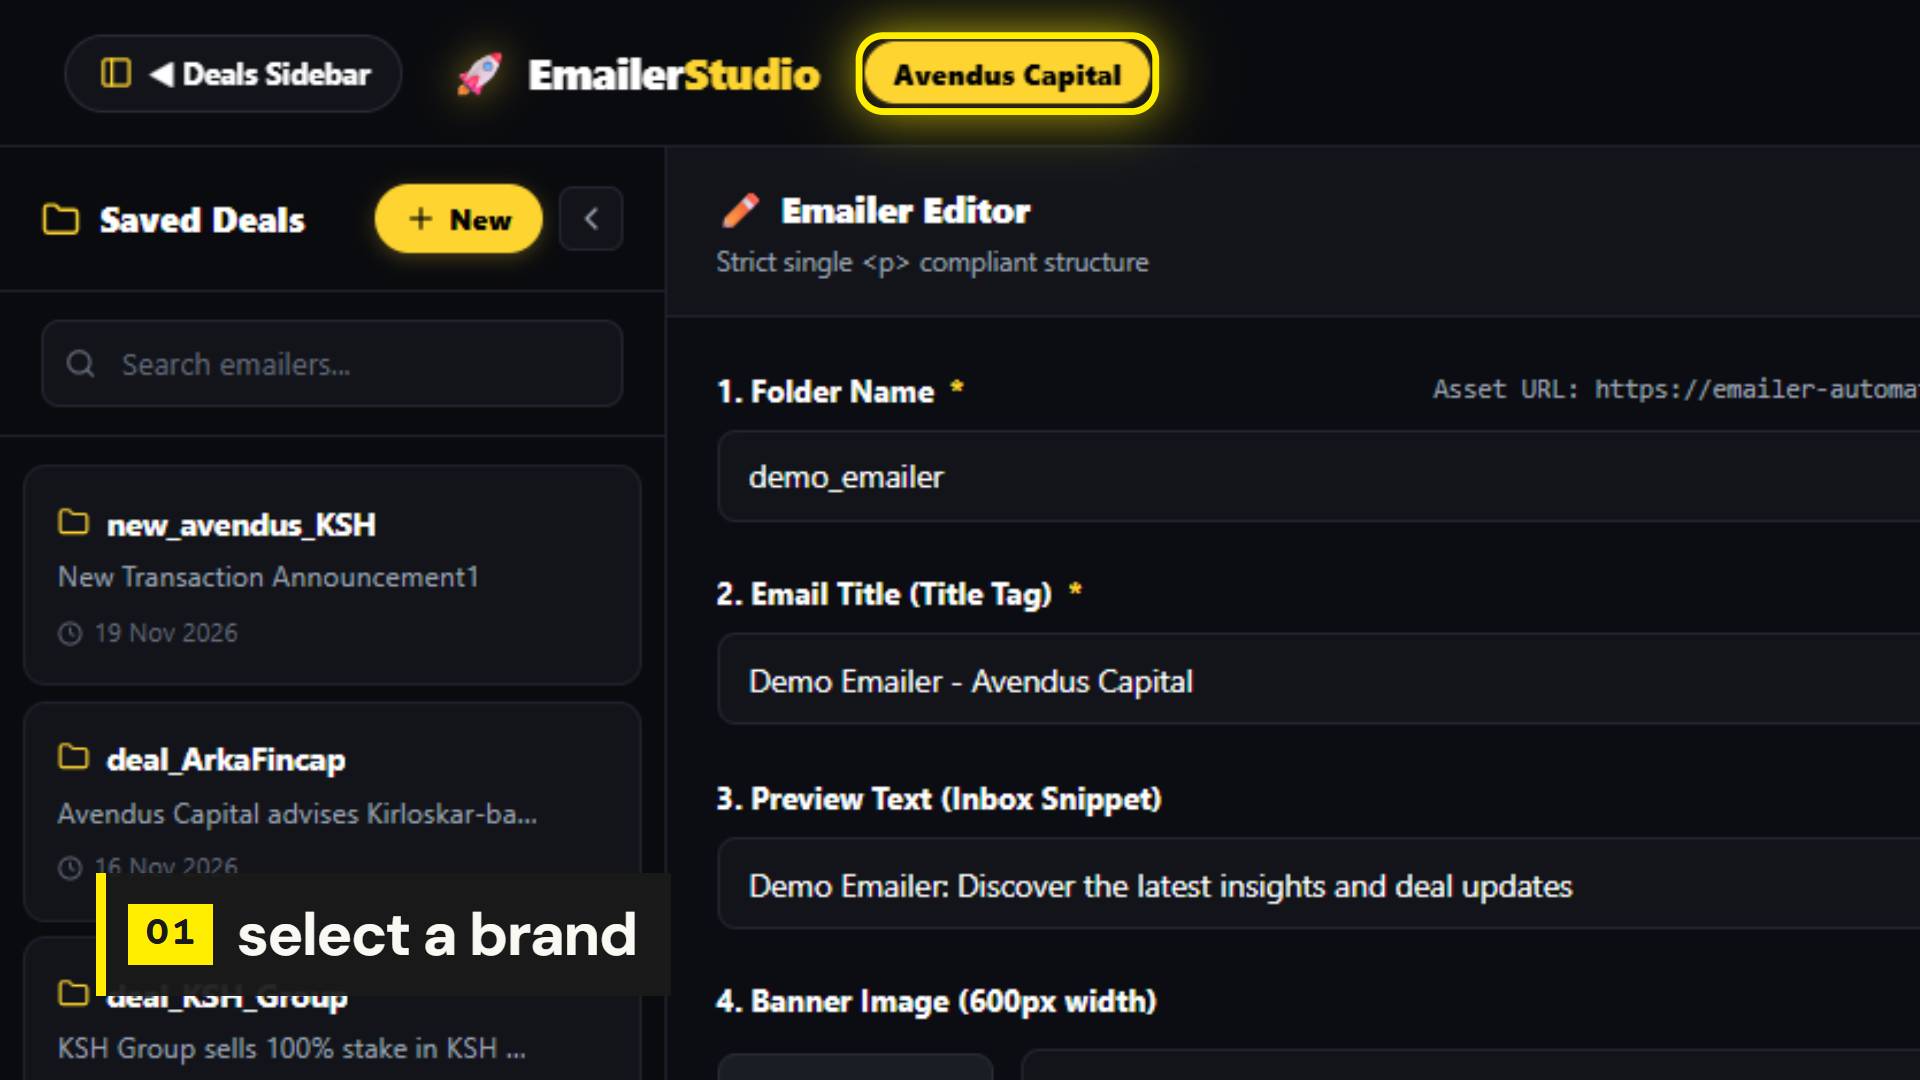 ◀ Deals Sidebar
EmailerStudio
Avendus Capital
Saved Deals
+ New
Search emailers...
new_avendus_KSH
New Transaction Announcement1
19 Nov 2026
deal_ArkaFincap
Avendus Capital advises Kirloskar-ba...
16 Nov 2026
deal_KSH_Group
KSH Group sells 100% stake in KSH ...
01 select a brand
Emailer Editor
Strict single <p> compliant structure
1. Folder Name *
Asset URL: https://emailer-automa
demo_emailer
2. Email Title (Title Tag) *
Demo Emailer - Avendus Capital
3. Preview Text (Inbox Snippet)
Demo Emailer: Discover the latest insights and deal updates
4. Banner Image (600px width)